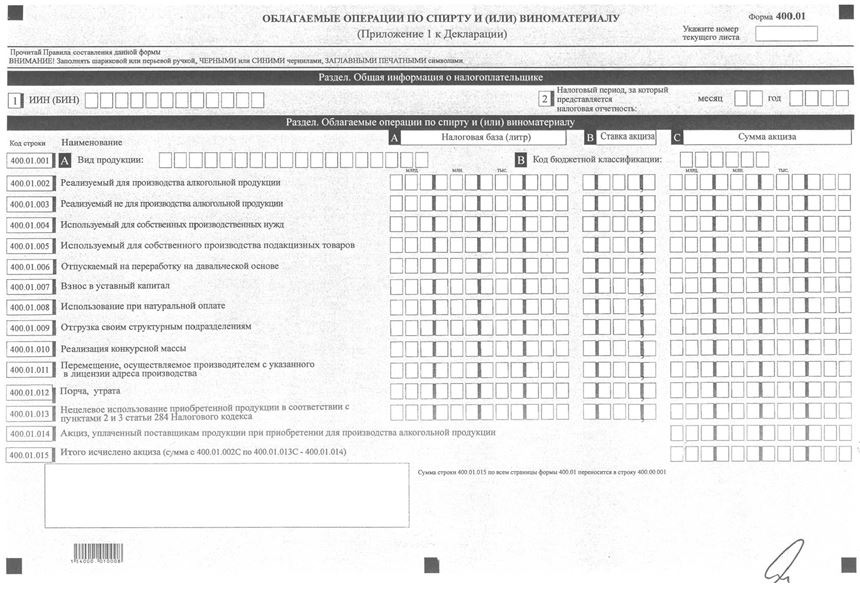 ОБЛАГАЕМЫЕ ОПЕРАЦИИ ПО СПИРТУ И (ИЛИ) ВИНОМАТЕРИАЛУ
Форма 400.01
(Приложение 1 к Декларации)
Укажите номер
текущего листа
Прочитай Правила составления данной формы
ВНИМАНИЕ! Заполнять шариковой или перьевой ручкой, ЧЕРНЫМИ или СИНИМИ чернилами, ЗАГЛАВНЫМИ ПЕЧАТНЫМИ символами.
Раздел. Общая информация о налогоплательщике
1 ИИН (БИН)
2 Налоговый период, за который
представляется
налоговая отчетность:
месяц год
Раздел. Облагаемые операции по спирту и (или) виноматериалу
Код строки Наименование A Налоговая база (литр) B Ставка акциза C Сумма акциза
400.01.001 A Вид продукции: B Код бюджетной классификации:
млрд. млн. тыс. млрд. млн. тыс.
400.01.002 Реализуемый для производства алкогольной продукции
400.01.003 Реализуемый не для производства алкогольной продукции
400.01.004 Используемый для собственных производственных нужд
400.01.005 Используемый для собственного производства подакцизных товаров
400.01.006 Отпускаемый на переработку на давальческой основе
400.01.007 Взнос в уставный капитал
400.01.008 Использование при натуральной оплате
400.01.009 Отгрузка своим структурным подразделениям
400.01.010 Реализация конкурсной массы
400.01.011 Перемещение, осуществляемое производителем с указанного
в лицензии адреса производства
400.01.012 Порча, утрата
400.01.013 Нецелевое использование приобретенной продукции в соответствии с
пунктами 2 и 3 статьи 284 Налогового кодекса
400.01.014 Акциз, уплаченный поставщикам продукции при приобретении для производства алкогольной продукции
400.01.015 Итого исчислено акциза (сумма с 400.01.002С по 400.01.013С - 400.01.014)
Сумма строки 400.01.015 по всем страницы формы 400.01 переносится в строку 400.00.001